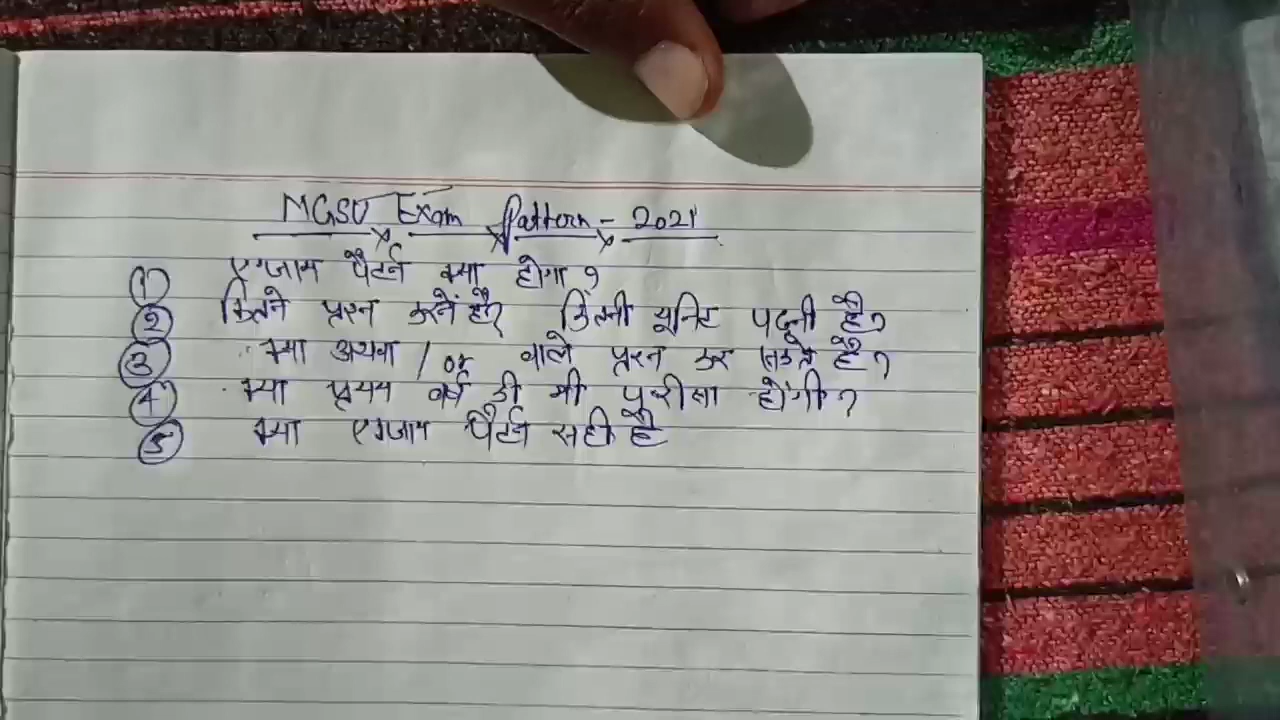 MGSU Exam Pattern - 2021
① एग्जाम पैटर्न क्या होगा ?
② कितने प्रश्न करने है? कितनी यूनिट पढ़नी है?
③ क्या अथवा / or वाले प्रश्न कर सकते है?
④ क्या प्रथम वर्ष की भी परीक्षा होंगी?
⑤ क्या एग्जाम पैटर्न सही है